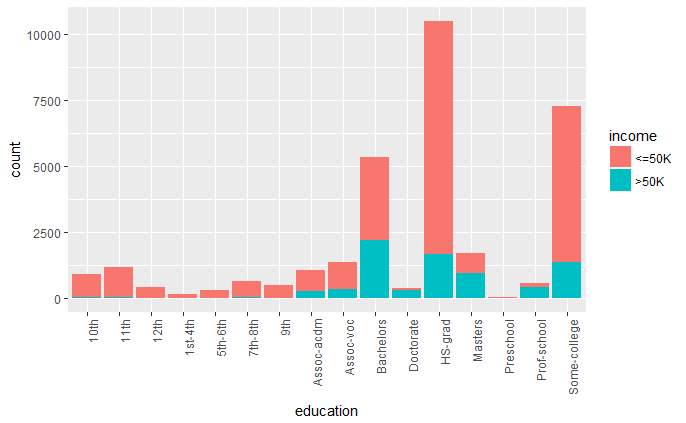 count
10000
7500
5000
2500
0
10th
11th
12th
1st-4th
5th-6th
7th-8th
9th
Assoc-acdm
Assoc-voc
Bachelors
Doctorate
HS-grad
Masters
Preschool
Prof-school
Some-college
education
income
<=50K
>50K